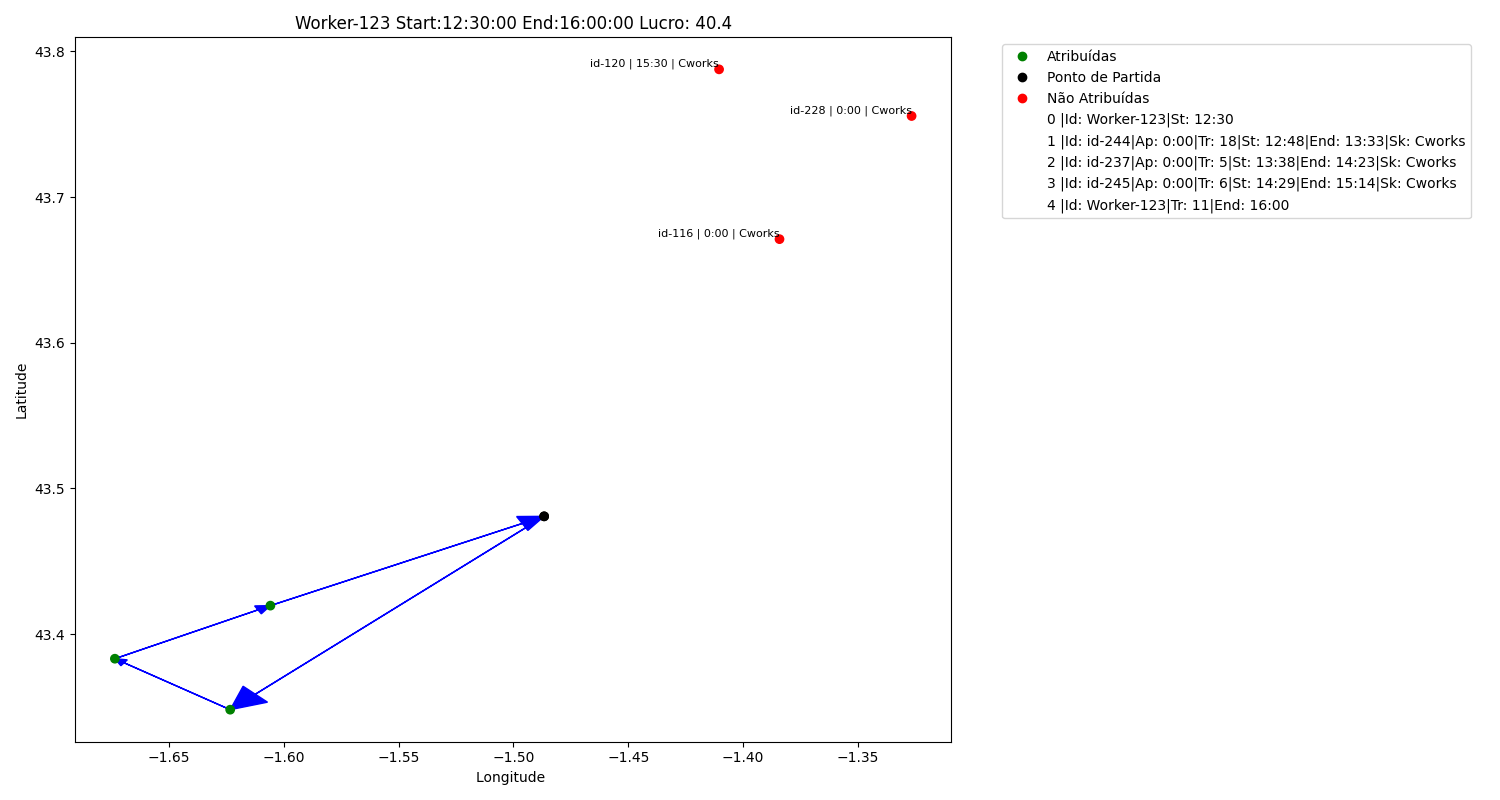 Worker-123 Start:12:30:00 End:16:00:00 Lucro: 40.4
43.8
43.7
43.6
43.5
43.4
Latitude
id-120 | 15:30 | Cworks
id-228 | 0:00 | Cworks
id-116 | 0:00 | Cworks
−1.65
−1.60
−1.55
−1.50
−1.45
−1.40
−1.35
Longitude
Atribuídas
Ponto de Partida
Não Atribuídas
0 |Id: Worker-123|St: 12:30
1 |Id: id-244|Ap: 0:00|Tr: 18|St: 12:48|End: 13:33|Sk: Cworks
2 |Id: id-237|Ap: 0:00|Tr: 5|St: 13:38|End: 14:23|Sk: Cworks
3 |Id: id-245|Ap: 0:00|Tr: 6|St: 14:29|End: 15:14|Sk: Cworks
4 |Id: Worker-123|Tr: 11|End: 16:00